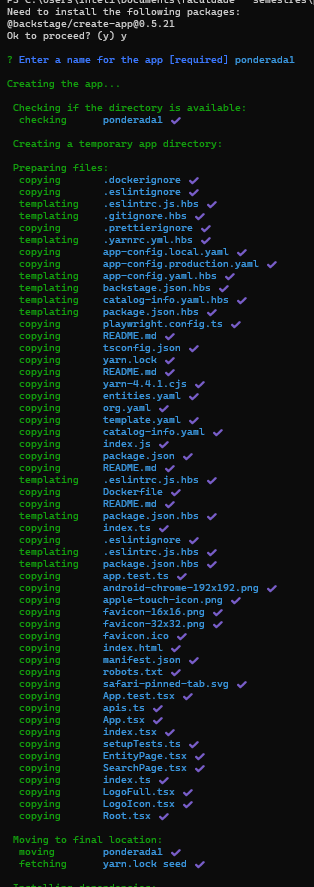 PS C:\Users\Inteli\Documents\faculdade
Need to install the following packages:
@backstage/create-app@0.5.21
Ok to proceed? (y) y
? Enter a name for the app [required] ponderada1
Creating the app...
Checking if the directory is available:
checking ponderada1 ✔
Creating a temporary app directory:
Preparing files:
copying .dockerignore ✔
copying .eslintignore ✔
templating .eslintrc.js.hbs ✔
templating .gitignore.hbs ✔
copying .prettierignore ✔
templating .yarnrc.yml.hbs ✔
copying app-config.local.yaml ✔
copying app-config.production.yaml ✔
templating app-config.yaml.hbs ✔
templating backstage.json.hbs ✔
templating catalog-info.yaml.hbs ✔
templating package.json.hbs ✔
copying playwright.config.ts ✔
copying README.md ✔
copying tsconfig.json ✔
copying yarn.lock ✔
copying README.md ✔
copying yarn-4.4.1.cjs ✔
copying entities.yaml ✔
copying org.yaml ✔
copying template.yaml ✔
copying catalog-info.yaml ✔
copying index.js ✔
copying package.json ✔
copying README.md ✔
templating .eslintrc.js.hbs ✔
copying Dockerfile ✔
copying README.md ✔
templating package.json.hbs ✔
copying index.ts ✔
copying .eslintignore ✔
templating .eslintrc.js.hbs ✔
templating package.json.hbs ✔
copying app.test.ts ✔
copying android-chrome-192x192.png ✔
copying apple-touch-icon.png ✔
copying favicon-16x16.png ✔
copying favicon-32x32.png ✔
copying favicon.ico ✔
copying index.html ✔
copying manifest.json ✔
copying robots.txt ✔
copying safari-pinned-tab.svg ✔
copying App.test.tsx ✔
copying apis.ts ✔
copying App.tsx ✔
copying index.tsx ✔
copying setupTests.ts ✔
copying EntityPage.tsx ✔
copying SearchPage.tsx ✔
copying index.ts ✔
copying LogoFull.tsx ✔
copying LogoIcon.tsx ✔
copying Root.tsx ✔
Moving to final location:
moving ponderada1 ✔
fetching yarn.lock seed ✔
Installing dependencies: